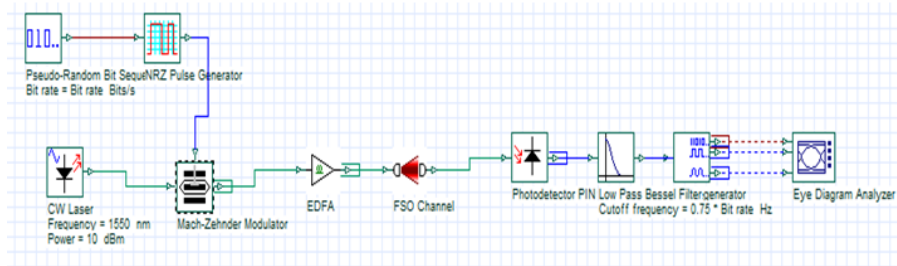 010..
Pseudo-Random Bit SequeNRZ Pulse Generator
Bit rate = Bit rate Bits/s
CW Laser
Frequency = 1550 nm
Power = 10 dBm
Mach-Zehnder Modulator
EDFA
FSO Channel
Photodetector PIN Low Pass Bessel Filtergenerator
Cutoff frequency = 0.75 * Bit rate Hz
Eye Diagram Analyzer